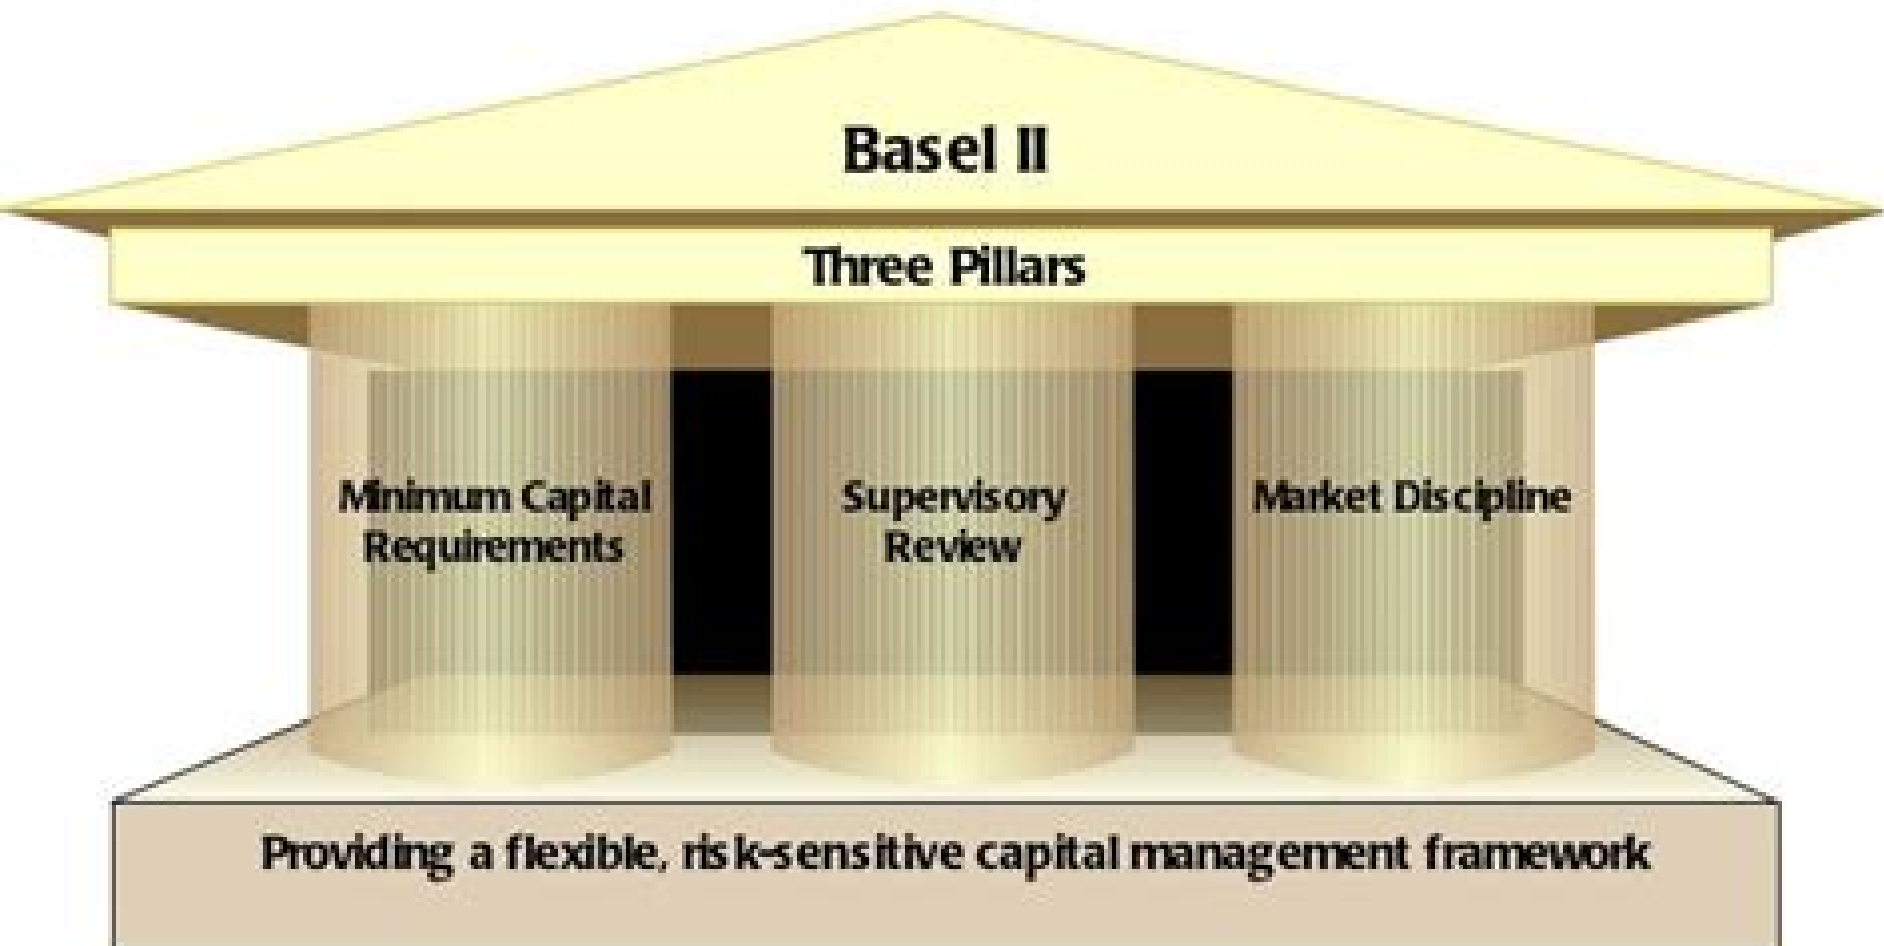 Basel II
Three Pillars
Minimum Capital
Requirements
Supervisory
Review
Market Discipline
Providing a flexible, risk-sensitive capital management framework